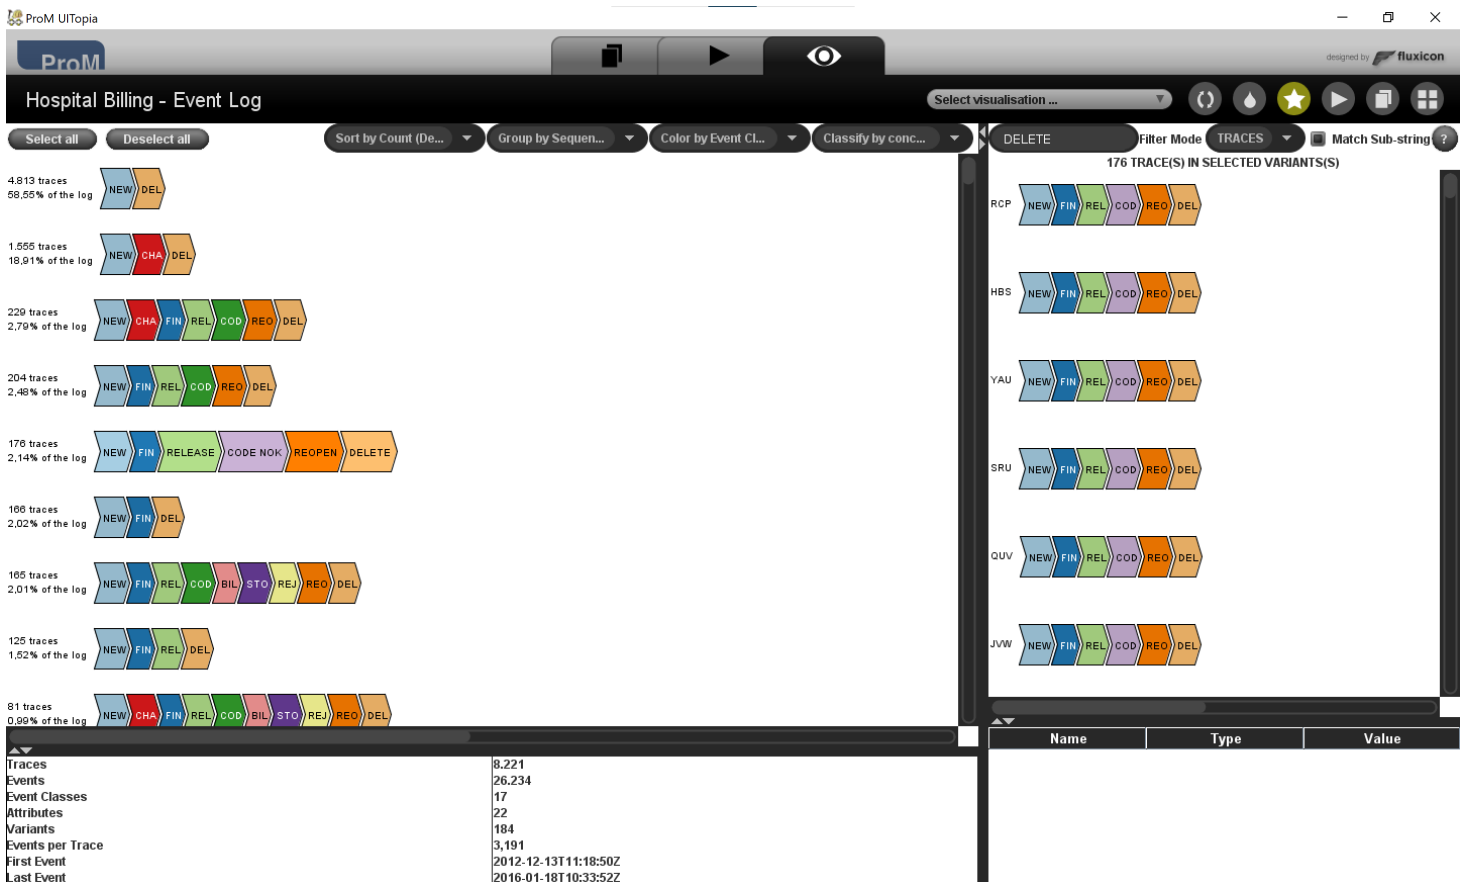 ProM UITopia
ProM
designed by fluxicon
Hospital Billing - Event Log
Select visualisation ...
Select all
Deselect all
Sort by Count (De...
Group by Sequen...
Color by Event Cl...
Classify by conc...
DELETE
Filter Mode
TRACES
Match Sub-string
?
176 TRACE(S) IN SELECTED VARIANTS(S)
4.813 traces
58,55% of the log
NEW DEL
1.555 traces
18,91% of the log
NEW CHA DEL
229 traces
2,79% of the log
NEW CHA FIN REL COD REO DEL
204 traces
2,48% of the log
NEW FIN REL COD REO DEL
176 traces
2,14% of the log
NEW FIN RELEASE CODE NOK REOPEN DELETE
166 traces
2,02% of the log
NEW FIN DEL
165 traces
2,01% of the log
NEW FIN REL COD BIL STO REJ REO DEL
125 traces
1,52% of the log
NEW FIN REL DEL
81 traces
0,99% of the log
NEW CHA FIN REL COD BIL STO REJ REO DEL
RCP NEW FIN REL COD REO DEL
HBS NEW FIN REL COD REO DEL
YAU NEW FIN REL COD REO DEL
SRU NEW FIN REL COD REO DEL
QUV NEW FIN REL COD REO DEL
JVW NEW FIN REL COD REO DEL
Name Type Value
Traces 8.221
Events 26.234
Event Classes 17
Attributes 22
Variants 184
Events per Trace 3,191
First Event 2012-12-13T11:18:50Z
Last Event 2016-01-18T10:33:52Z